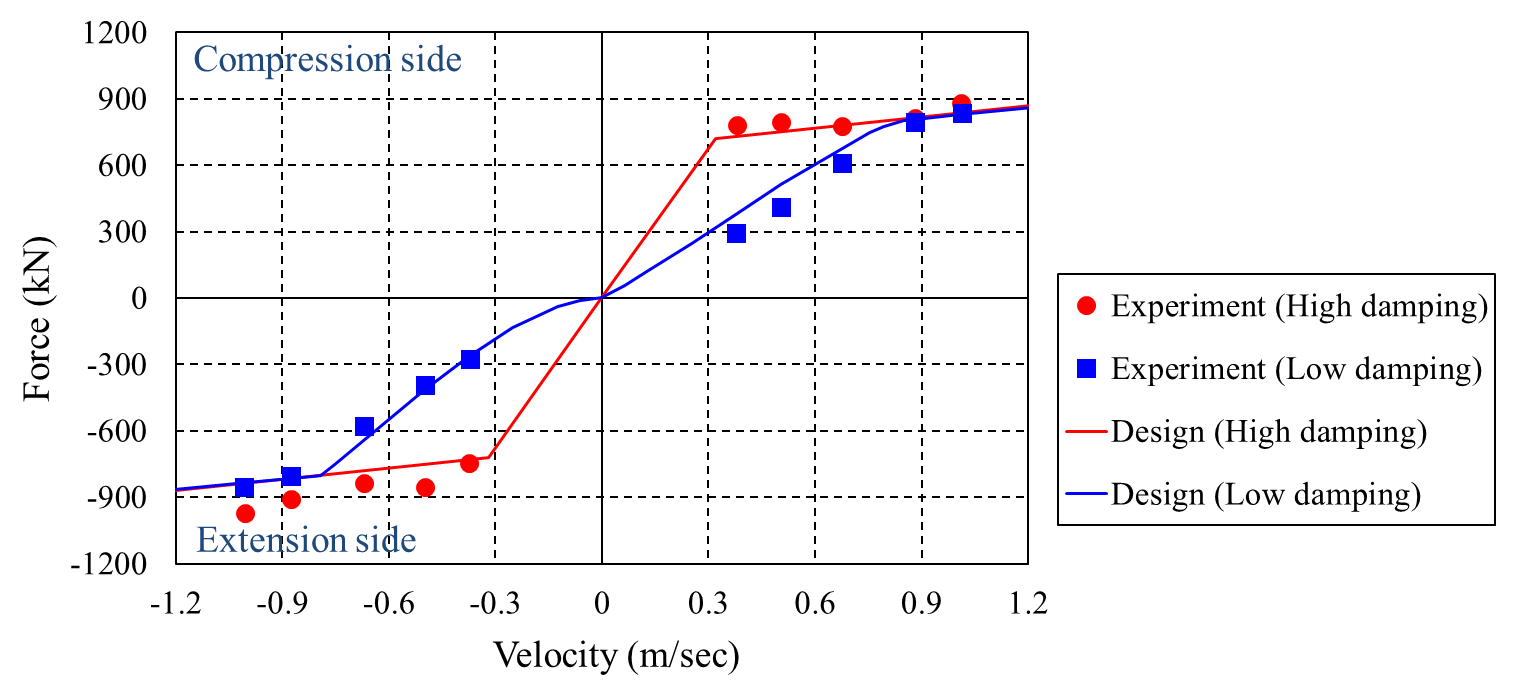 1200
900
600
300
0
-300
-600
-900
-1200
Force (kN)
Compression side
Extension side
-1.2 -0.9 -0.6 -0.3 0 0.3 0.6 0.9 1.2
Velocity (m/sec)
Experiment (High damping)
Experiment (Low damping)
Design (High damping)
Design (Low damping)